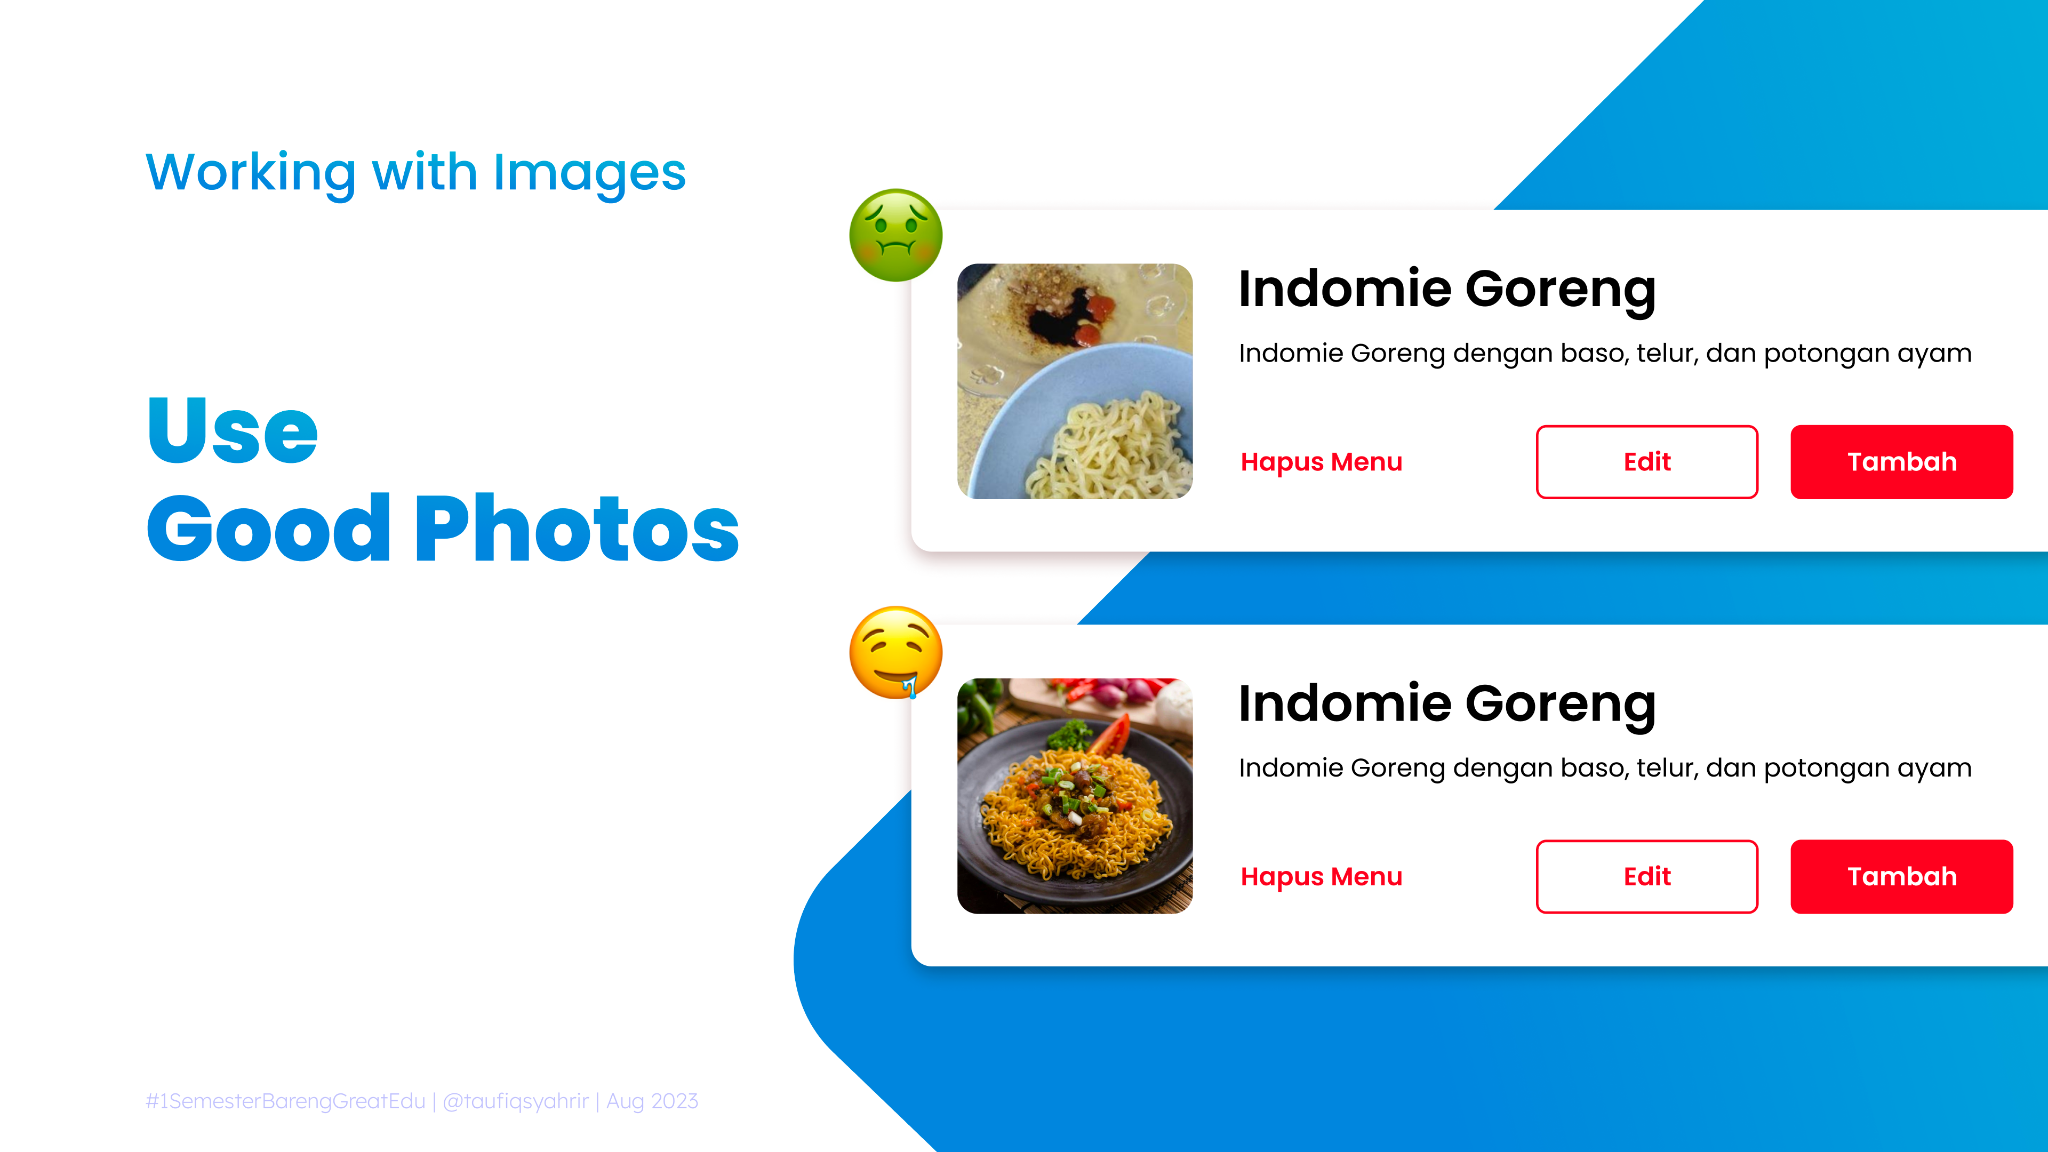 Working with Images
Use
Good Photos
Indomie Goreng
Indomie Goreng dengan baso, telur, dan potongan ayam
Hapus Menu
Edit
Tambah
Indomie Goreng
Indomie Goreng dengan baso, telur, dan potongan ayam
Hapus Menu
Edit
Tambah
#1SemesterBarengGreatEdu | @taufiqsyahrir | Aug 2023